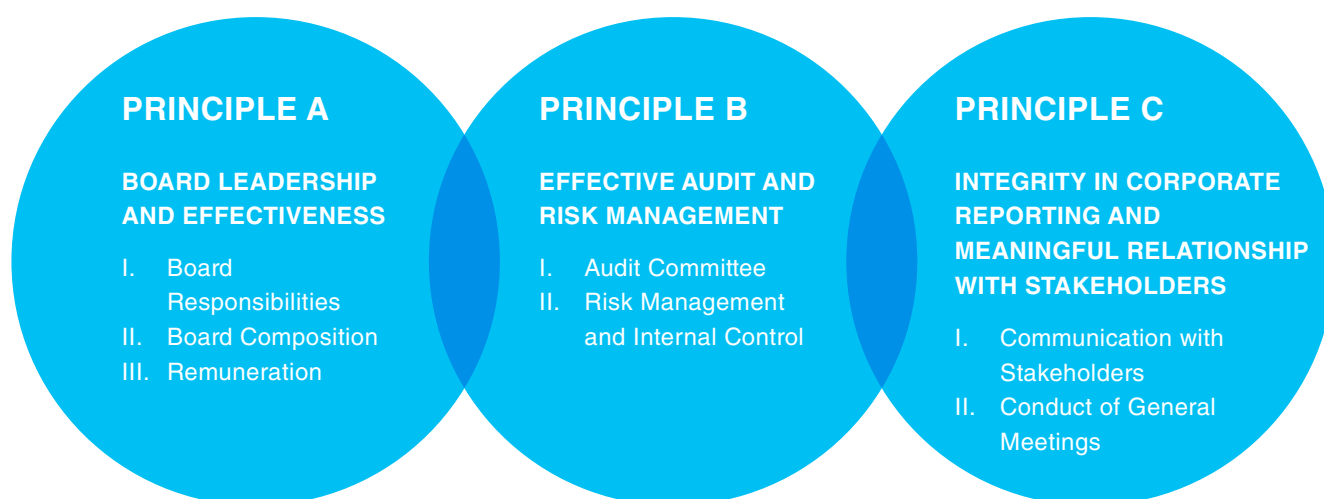 PRINCIPLE A
BOARD LEADERSHIP
AND EFFECTIVENESS
I. Board
Responsibilities
II. Board Composition
III. Remuneration
PRINCIPLE B
EFFECTIVE AUDIT AND
RISK MANAGEMENT
I. Audit Committee
II. Risk Management
and Internal Control
PRINCIPLE C
INTEGRITY IN CORPORATE
REPORTING AND
MEANINGFUL RELATIONSHIP
WITH STAKEHOLDERS
I. Communication with
Stakeholders
II. Conduct of General
Meetings